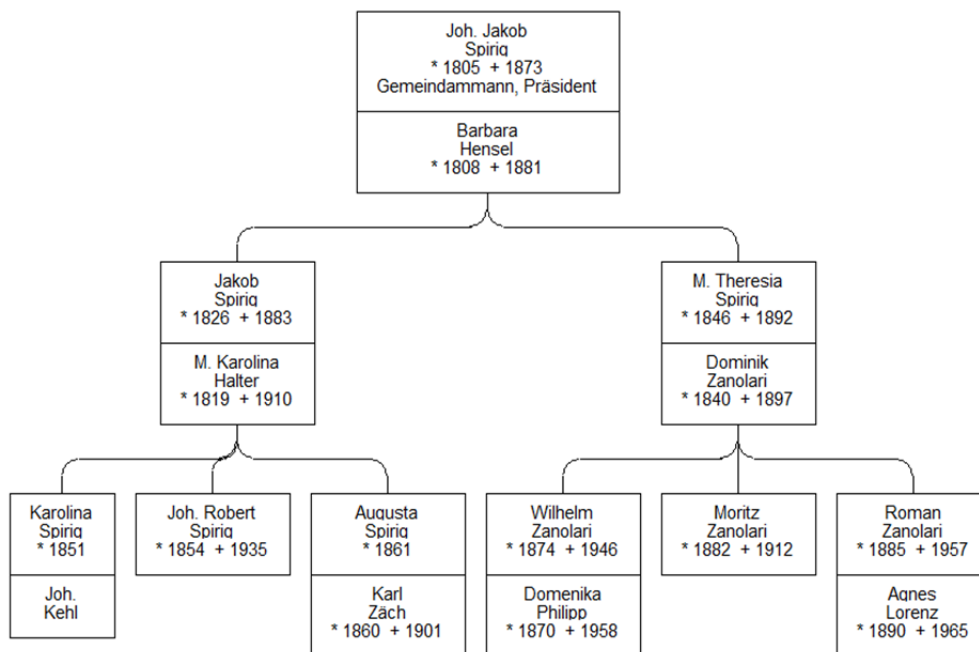 Joh. Jakob
Spirig
* 1805 + 1873
Gemeindammann, Präsident
Barbara
Hensel
* 1808 + 1881
Jakob
Spirig
* 1826 + 1883
M. Karolina
Halter
* 1819 + 1910
M. Theresia
Spirig
* 1846 + 1892
Dominik
Zanolari
* 1840 + 1897
Karolina
Spirig
* 1851
Joh.
Kehl
Joh. Robert
Spirig
* 1854 + 1935
Augusta
Spirig
* 1861
Karl
Zäch
* 1860 + 1901
Wilhelm
Zanolari
* 1874 + 1946
Domenika
Philipp
* 1870 + 1958
Moritz
Zanolari
* 1882 + 1912
Roman
Zanolari
* 1885 + 1957
Agnes
Lorenz
* 1890 + 1965